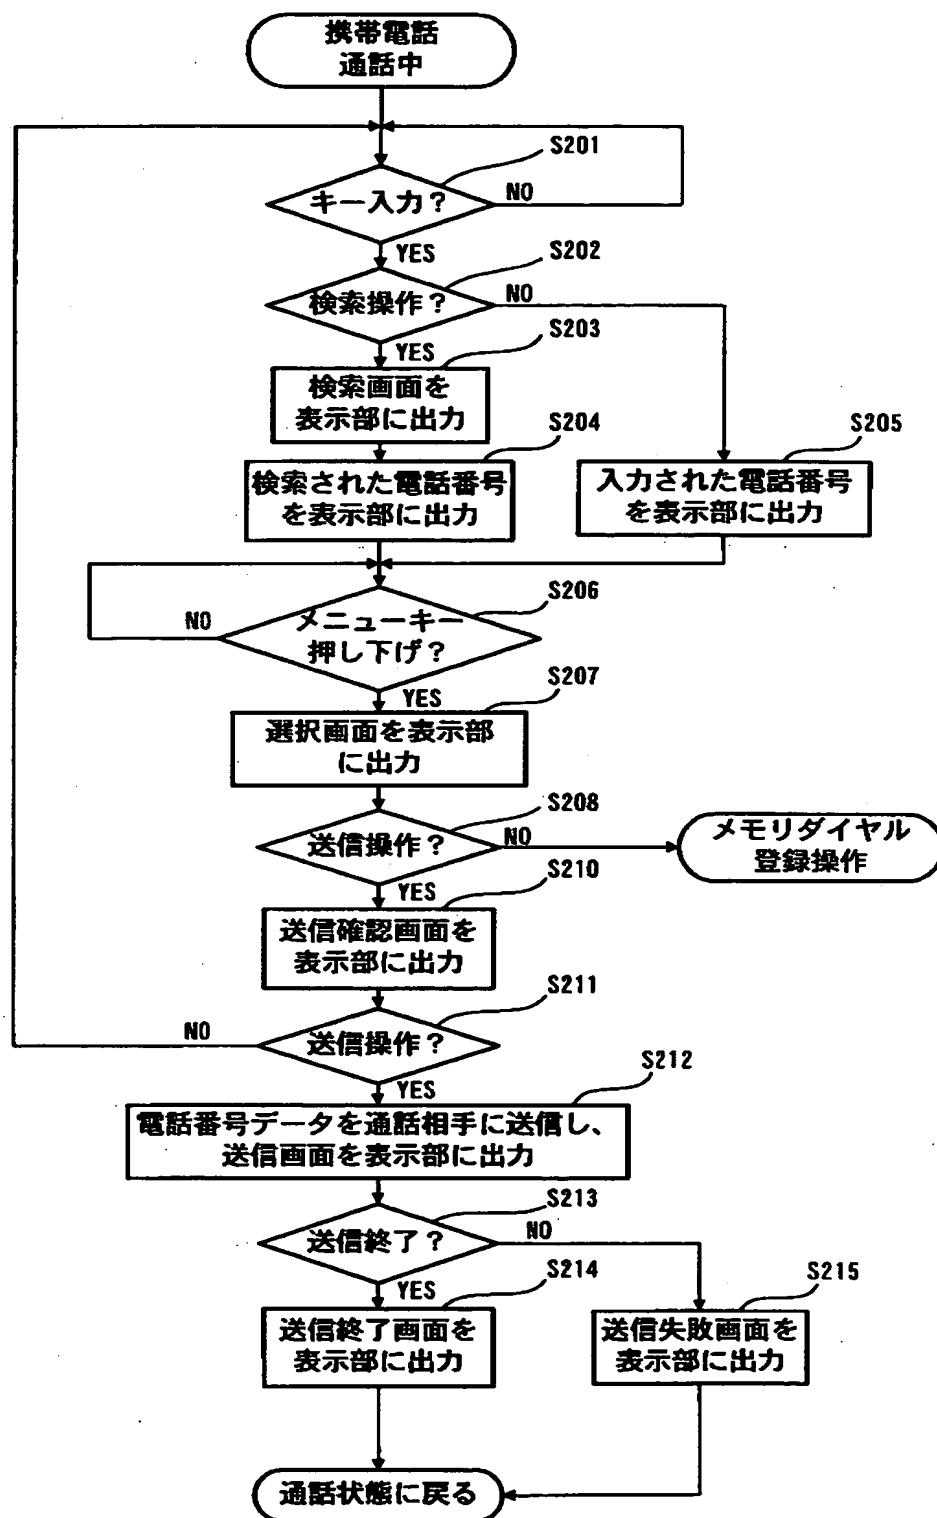 携帯電話
通話中
S201
キー入力？
NO
YES
S202
検索操作？
NO
YES
S203
検索画面を
表示部に出力
S204
検索された電話番号
を表示部に出力
S205
入力された電話番号
を表示部に出力
S206
メニューキー
押し下げ？
NO
YES
S207
選択画面を表示部
に出力
S208
送信操作？
NO
メモリダイヤル
登録操作
YES
S210
送信確認画面を
表示部に出力
S211
送信操作？
NO
YES
S212
電話番号データを通話相手に送信し、
送信画面を表示部に出力
S213
送信終了？
NO
YES
S214
送信終了画面を
表示部に出力
S215
送信失敗画面を
表示部に出力
通話状態に戻る